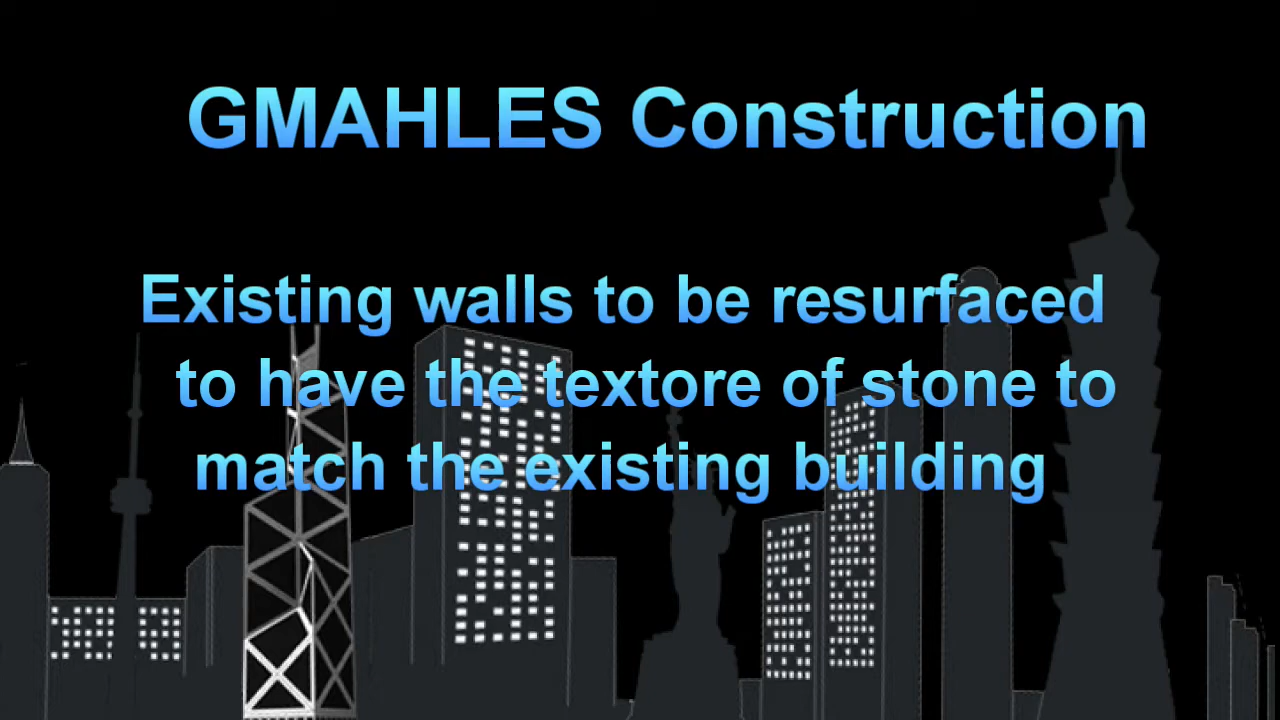 GMAHLES Construction
Existing walls to be resurfaced
to have the textore of stone to
match the existing building